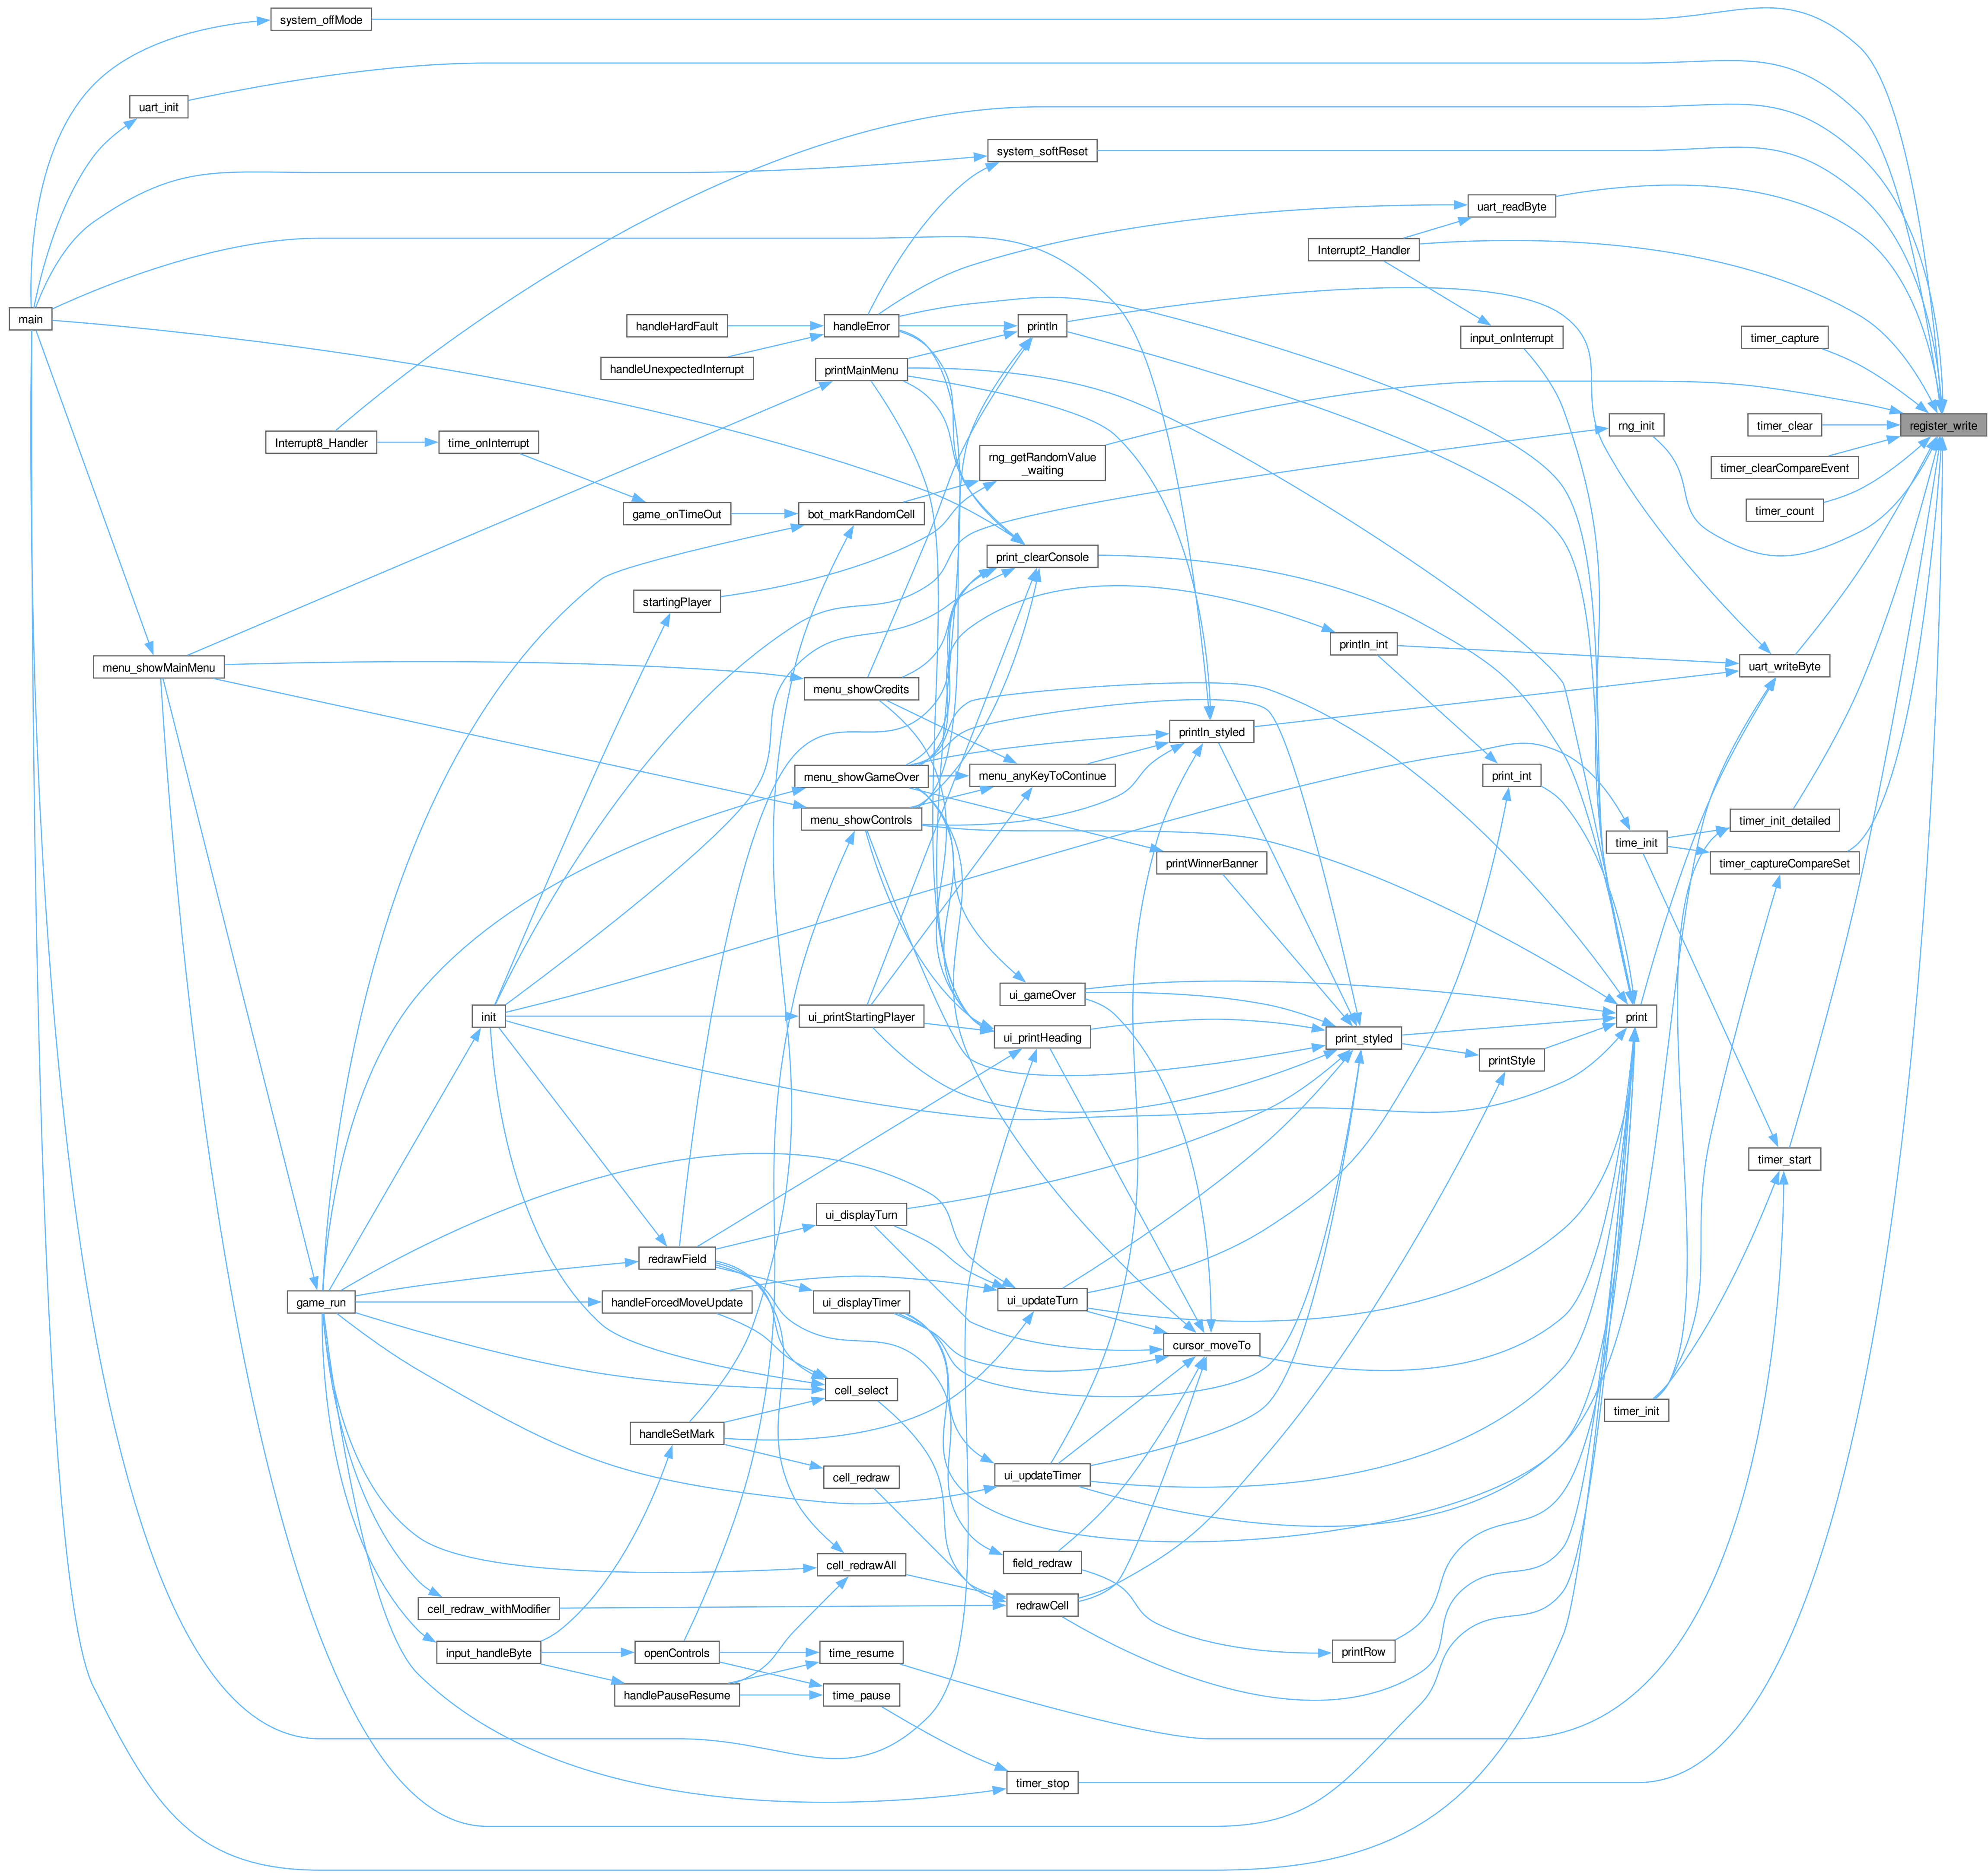 system_offMode
uart_init
system_softReset
uart_readByte
Interrupt2_Handler
main
handleHardFault
handleError
println
input_onInterrupt
timer_capture
handleUnexpectedInterrupt
printMainMenu
rng_init
timer_clear
register_write
Interrupt8_Handler
time_onInterrupt
rng_getRandomValue
_waiting
timer_clearCompareEvent
game_onTimeOut
bot_markRandomCell
timer_count
print_clearConsole
startingPlayer
println_int
menu_showMainMenu
uart_writeByte
menu_showCredits
println_styled
menu_showGameOver
menu_anyKeyToContinue
print_int
menu_showControls
timer_init_detailed
time_init
printWinnerBanner
timer_captureCompareSet
ui_gameOver
init
ui_printStartingPlayer
print
ui_printHeading
print_styled
printStyle
timer_start
ui_displayTurn
redrawField
game_run
handleForcedMoveUpdate
ui_displayTimer
ui_updateTurn
cursor_moveTo
cell_select
timer_init
handleSetMark
cell_redraw
ui_updateTimer
cell_redrawAll
field_redraw
cell_redraw_withModifier
redrawCell
input_handleByte
openControls
time_resume
printRow
handlePauseResume
time_pause
timer_stop